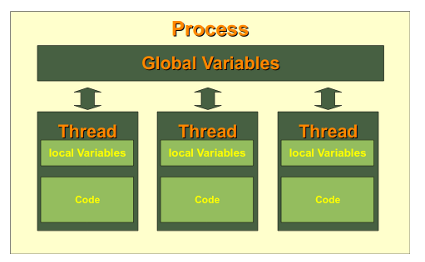 Process
Global Variables
Thread
Thread
Thread
local Variables
local Variables
local Variables
Code
Code
Code